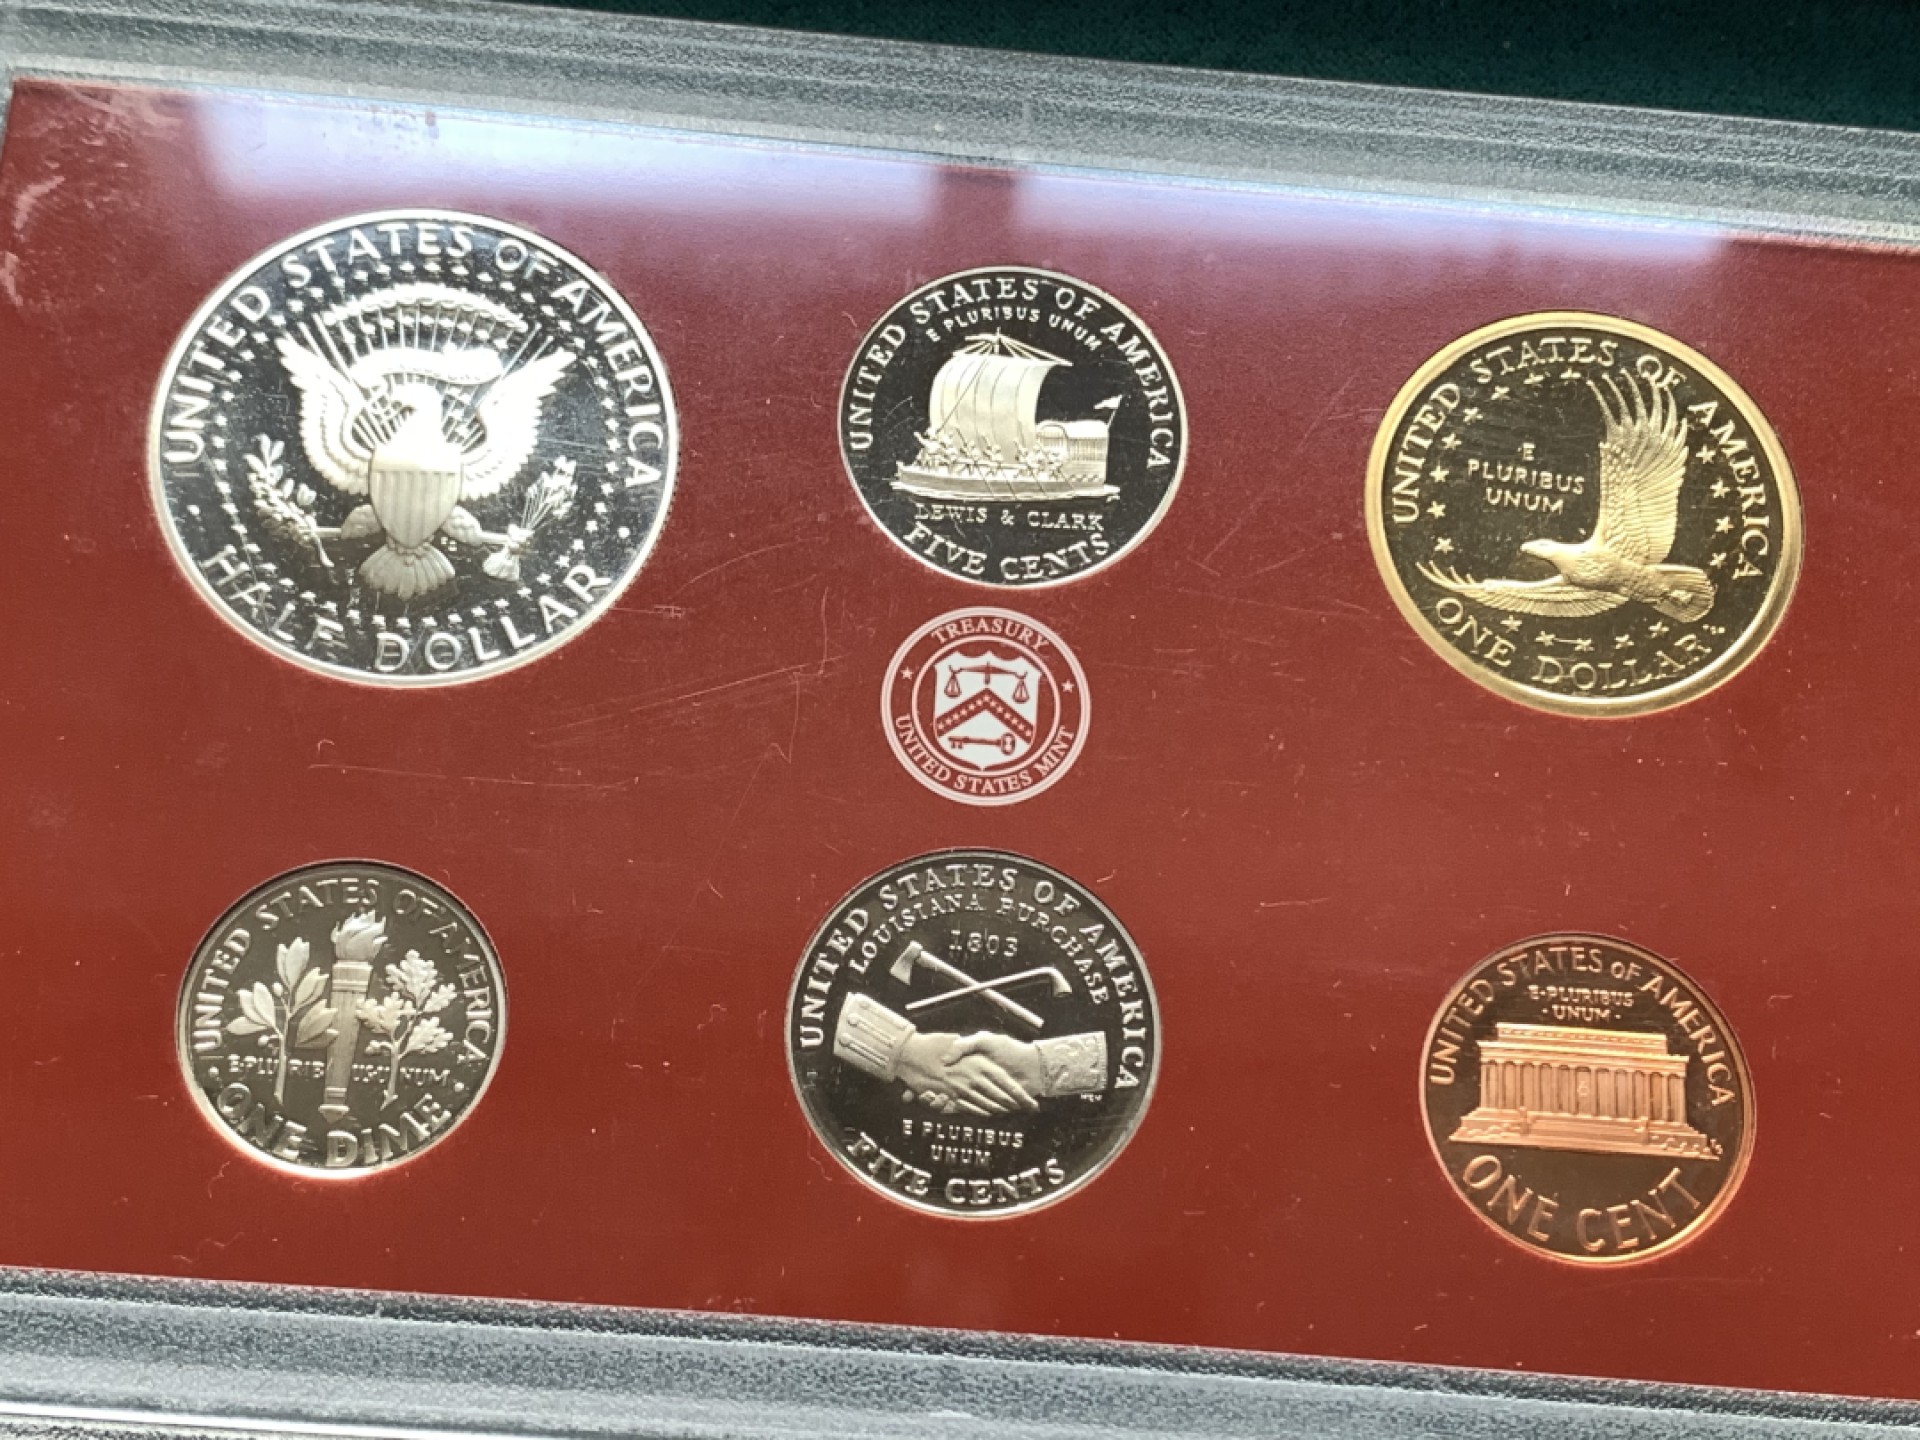 UNITED STATES OF AMERICA
HALF DOLLAR
UNITED STATES OF AMERICA
E PLURIBUS UNUM
LEWIS & CLARK
FIVE CENTS
UNITED STATES OF AMERICA
E
PLURIBUS
UNUM
ONE DOLLAR
TREASURY
UNITED STATES MINT
UNITED STATES OF AMERICA
E·PLURIBUS·UNUM
ONE DIME
UNITED STATES OF AMERICA
LOUISIANA PURCHASE
1803
E PLURIBUS
UNUM
FIVE CENTS
UNITED STATES OF AMERICA
E·PLURIBUS
·UNUM·
ONE CENT